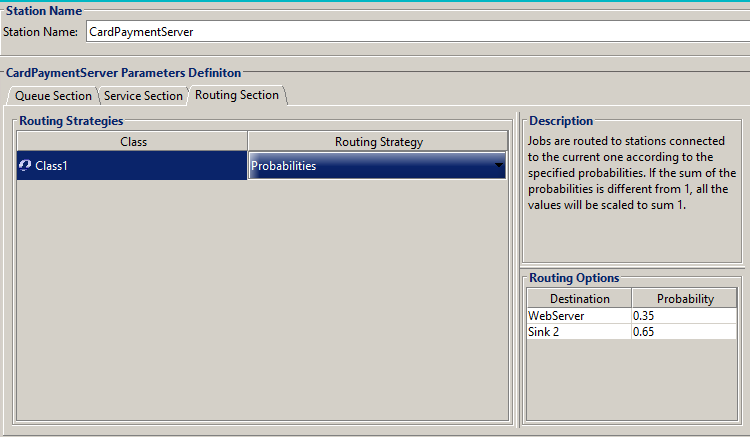 Station Name
Station Name: CardPaymentServer
CardPaymentServer Parameters Definiton
Queue Section Service Section Routing Section
Routing Strategies
Class Routing Strategy
Class1 Probabilities
Description
Jobs are routed to stations connected
to the current one according to the
specified probabilities. If the sum of the
probabilities is different from 1, all the
values will be scaled to sum 1.
Routing Options
Destination Probability
WebServer 0.35
Sink 2 0.65